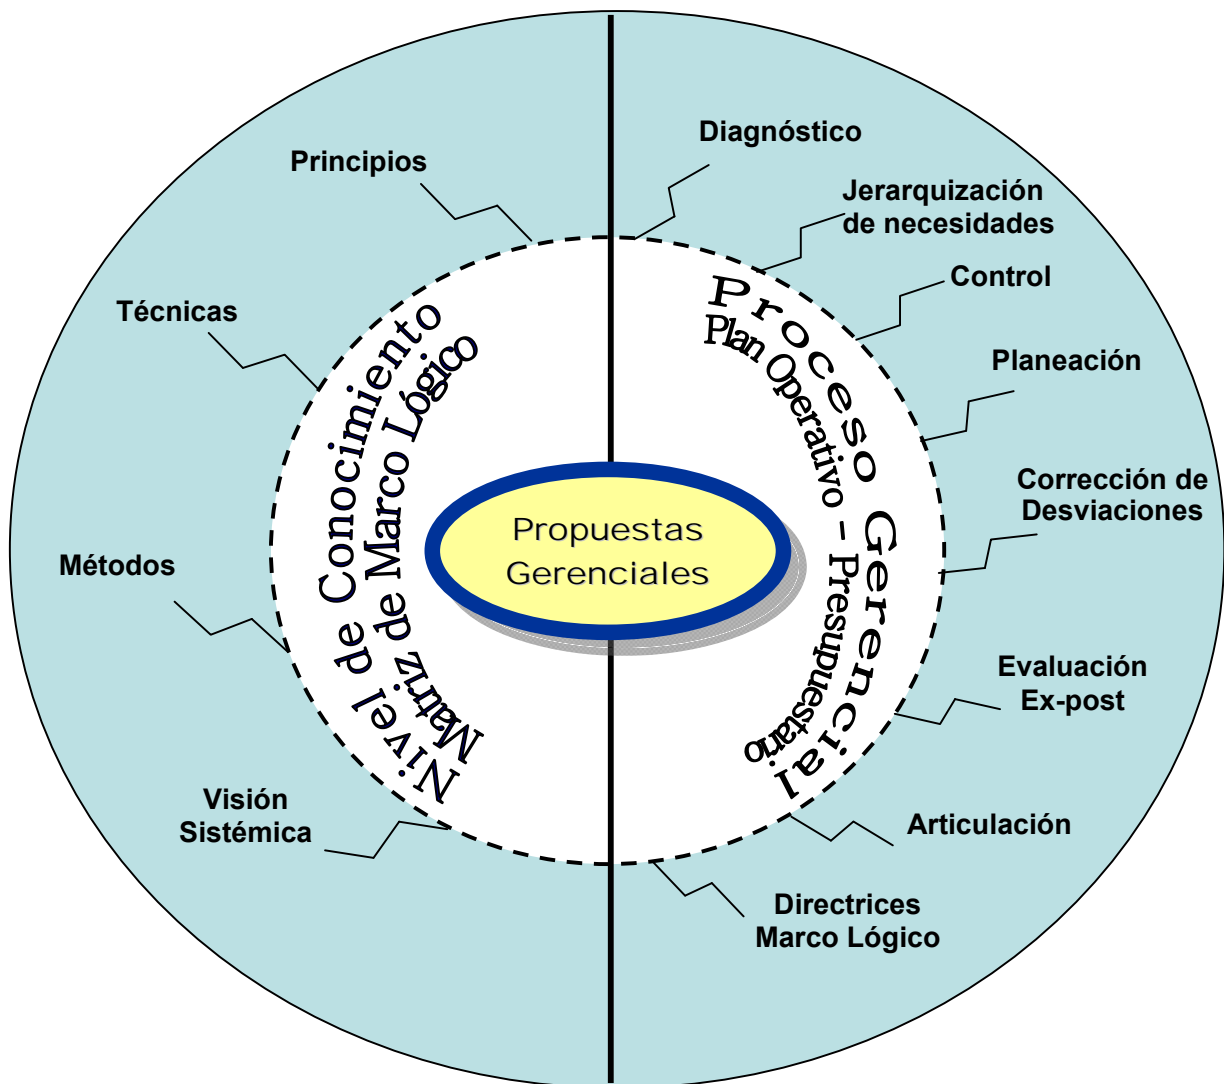 Principios
Técnicas
Métodos
Visión
Sistémica
Nivel de Conocimiento
Matriz de Marco Lógico
Propuestas
Gerenciales
Proceso Gerencial
Plan Operativo – Presupuestario
Diagnóstico
Jerarquización
de necesidades
Control
Planeación
Corrección de
Desviaciones
Evaluación
Ex-post
Articulación
Directrices
Marco Lógico